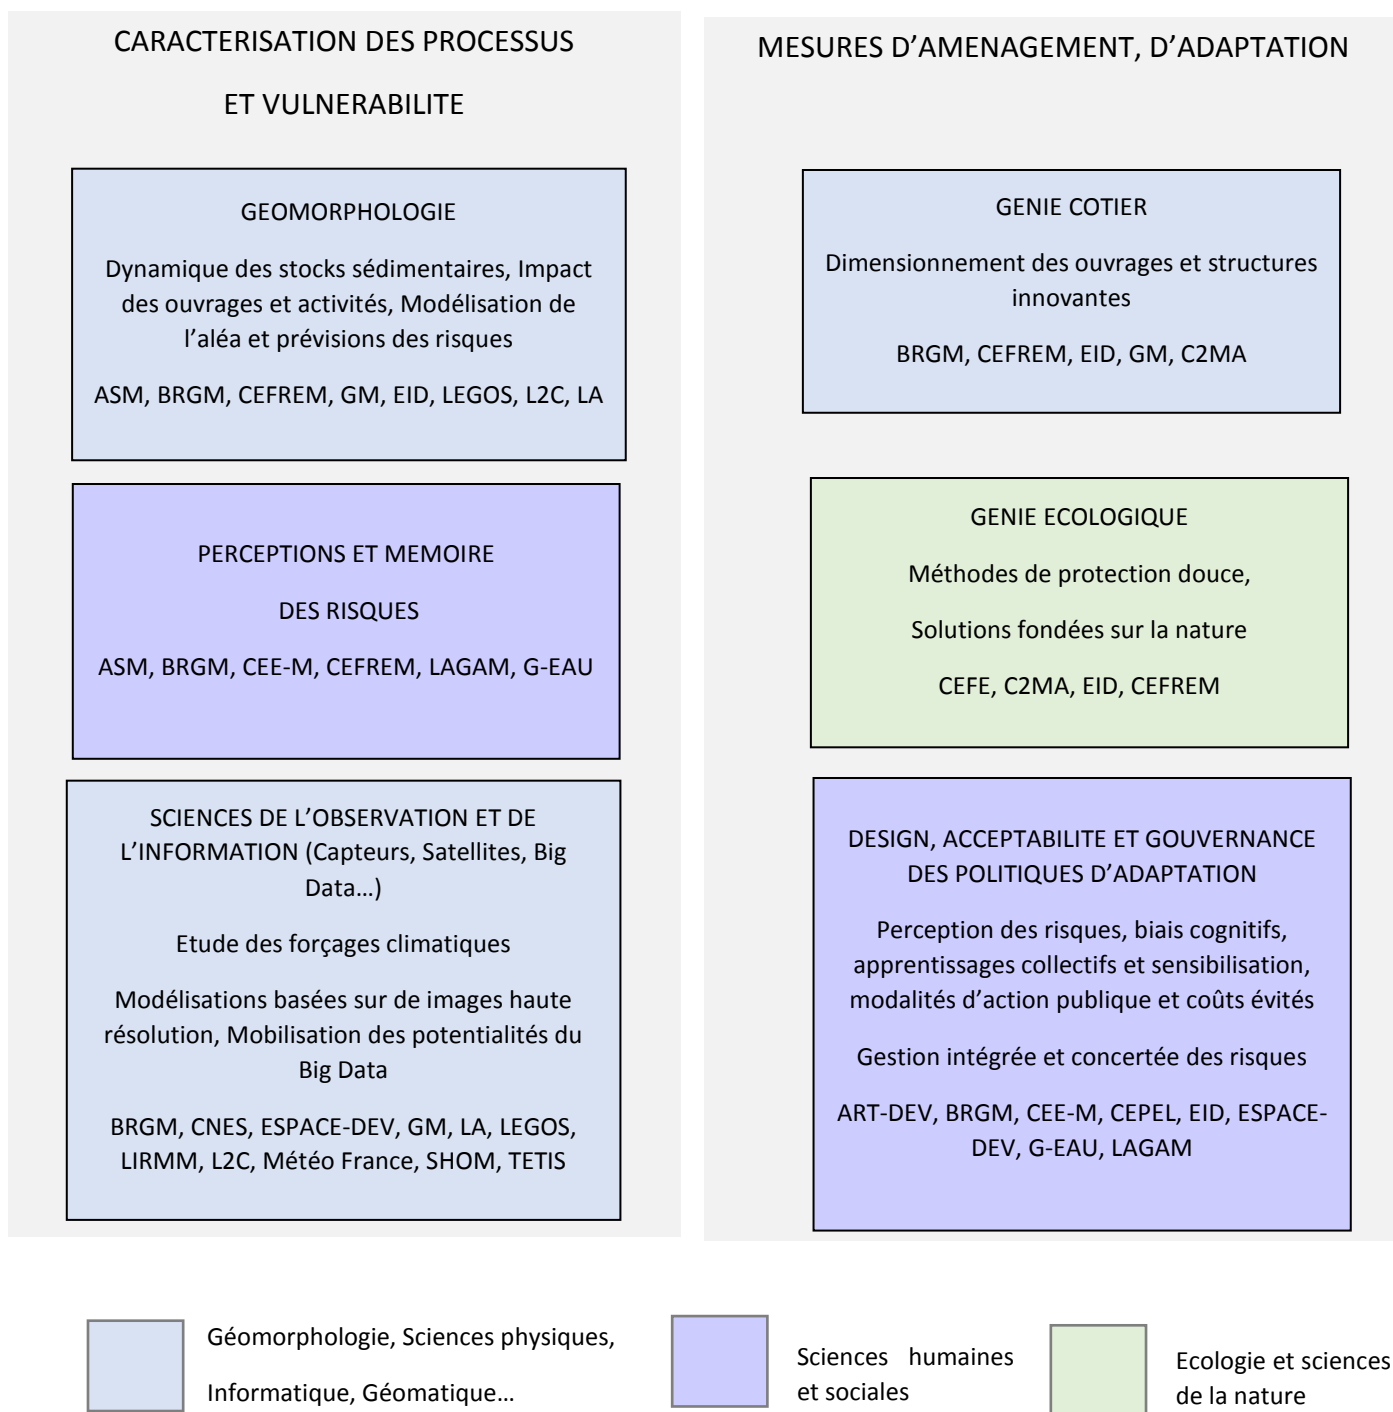 CARACTERISATION DES PROCESSUS
ET VULNERABILITE
GEOMORPHOLOGIE
Dynamique des stocks sédimentaires, Impact
des ouvrages et activités, Modélisation de
l’aléa et prévisions des risques
ASM, BRGM, CEFREM, GM, EID, LEGOS, L2C, LA
PERCEPTIONS ET MEMOIRE
DES RISQUES
ASM, BRGM, CEE-M, CEFREM, LAGAM, G-EAU
SCIENCES DE L’OBSERVATION ET DE
L’INFORMATION (Capteurs, Satellites, Big
Data…)
Etude des forçages climatiques
Modélisations basées sur de images haute
résolution, Mobilisation des potentialités du
Big Data
BRGM, CNES, ESPACE-DEV, GM, LA, LEGOS,
LIRMM, L2C, Météo France, SHOM, TETIS
MESURES D’AMENAGEMENT, D’ADAPTATION
GENIE COTIER
Dimensionnement des ouvrages et structures
innovantes
BRGM, CEFREM, EID, GM, C2MA
GENIE ECOLOGIQUE
Méthodes de protection douce,
Solutions fondées sur la nature
CEFE, C2MA, EID, CEFREM
DESIGN, ACCEPTABILITE ET GOUVERNANCE
DES POLITIQUES D’ADAPTATION
Perception des risques, biais cognitifs,
apprentissages collectifs et sensibilisation,
modalités d’action publique et coûts évités
Gestion intégrée et concertée des risques
ART-DEV, BRGM, CEE-M, CEPEL, EID, ESPACE-
DEV, G-EAU, LAGAM
Géomorphologie, Sciences physiques,
Informatique, Géomatique…
Sciences humaines
et sociales
Ecologie et sciences
de la nature